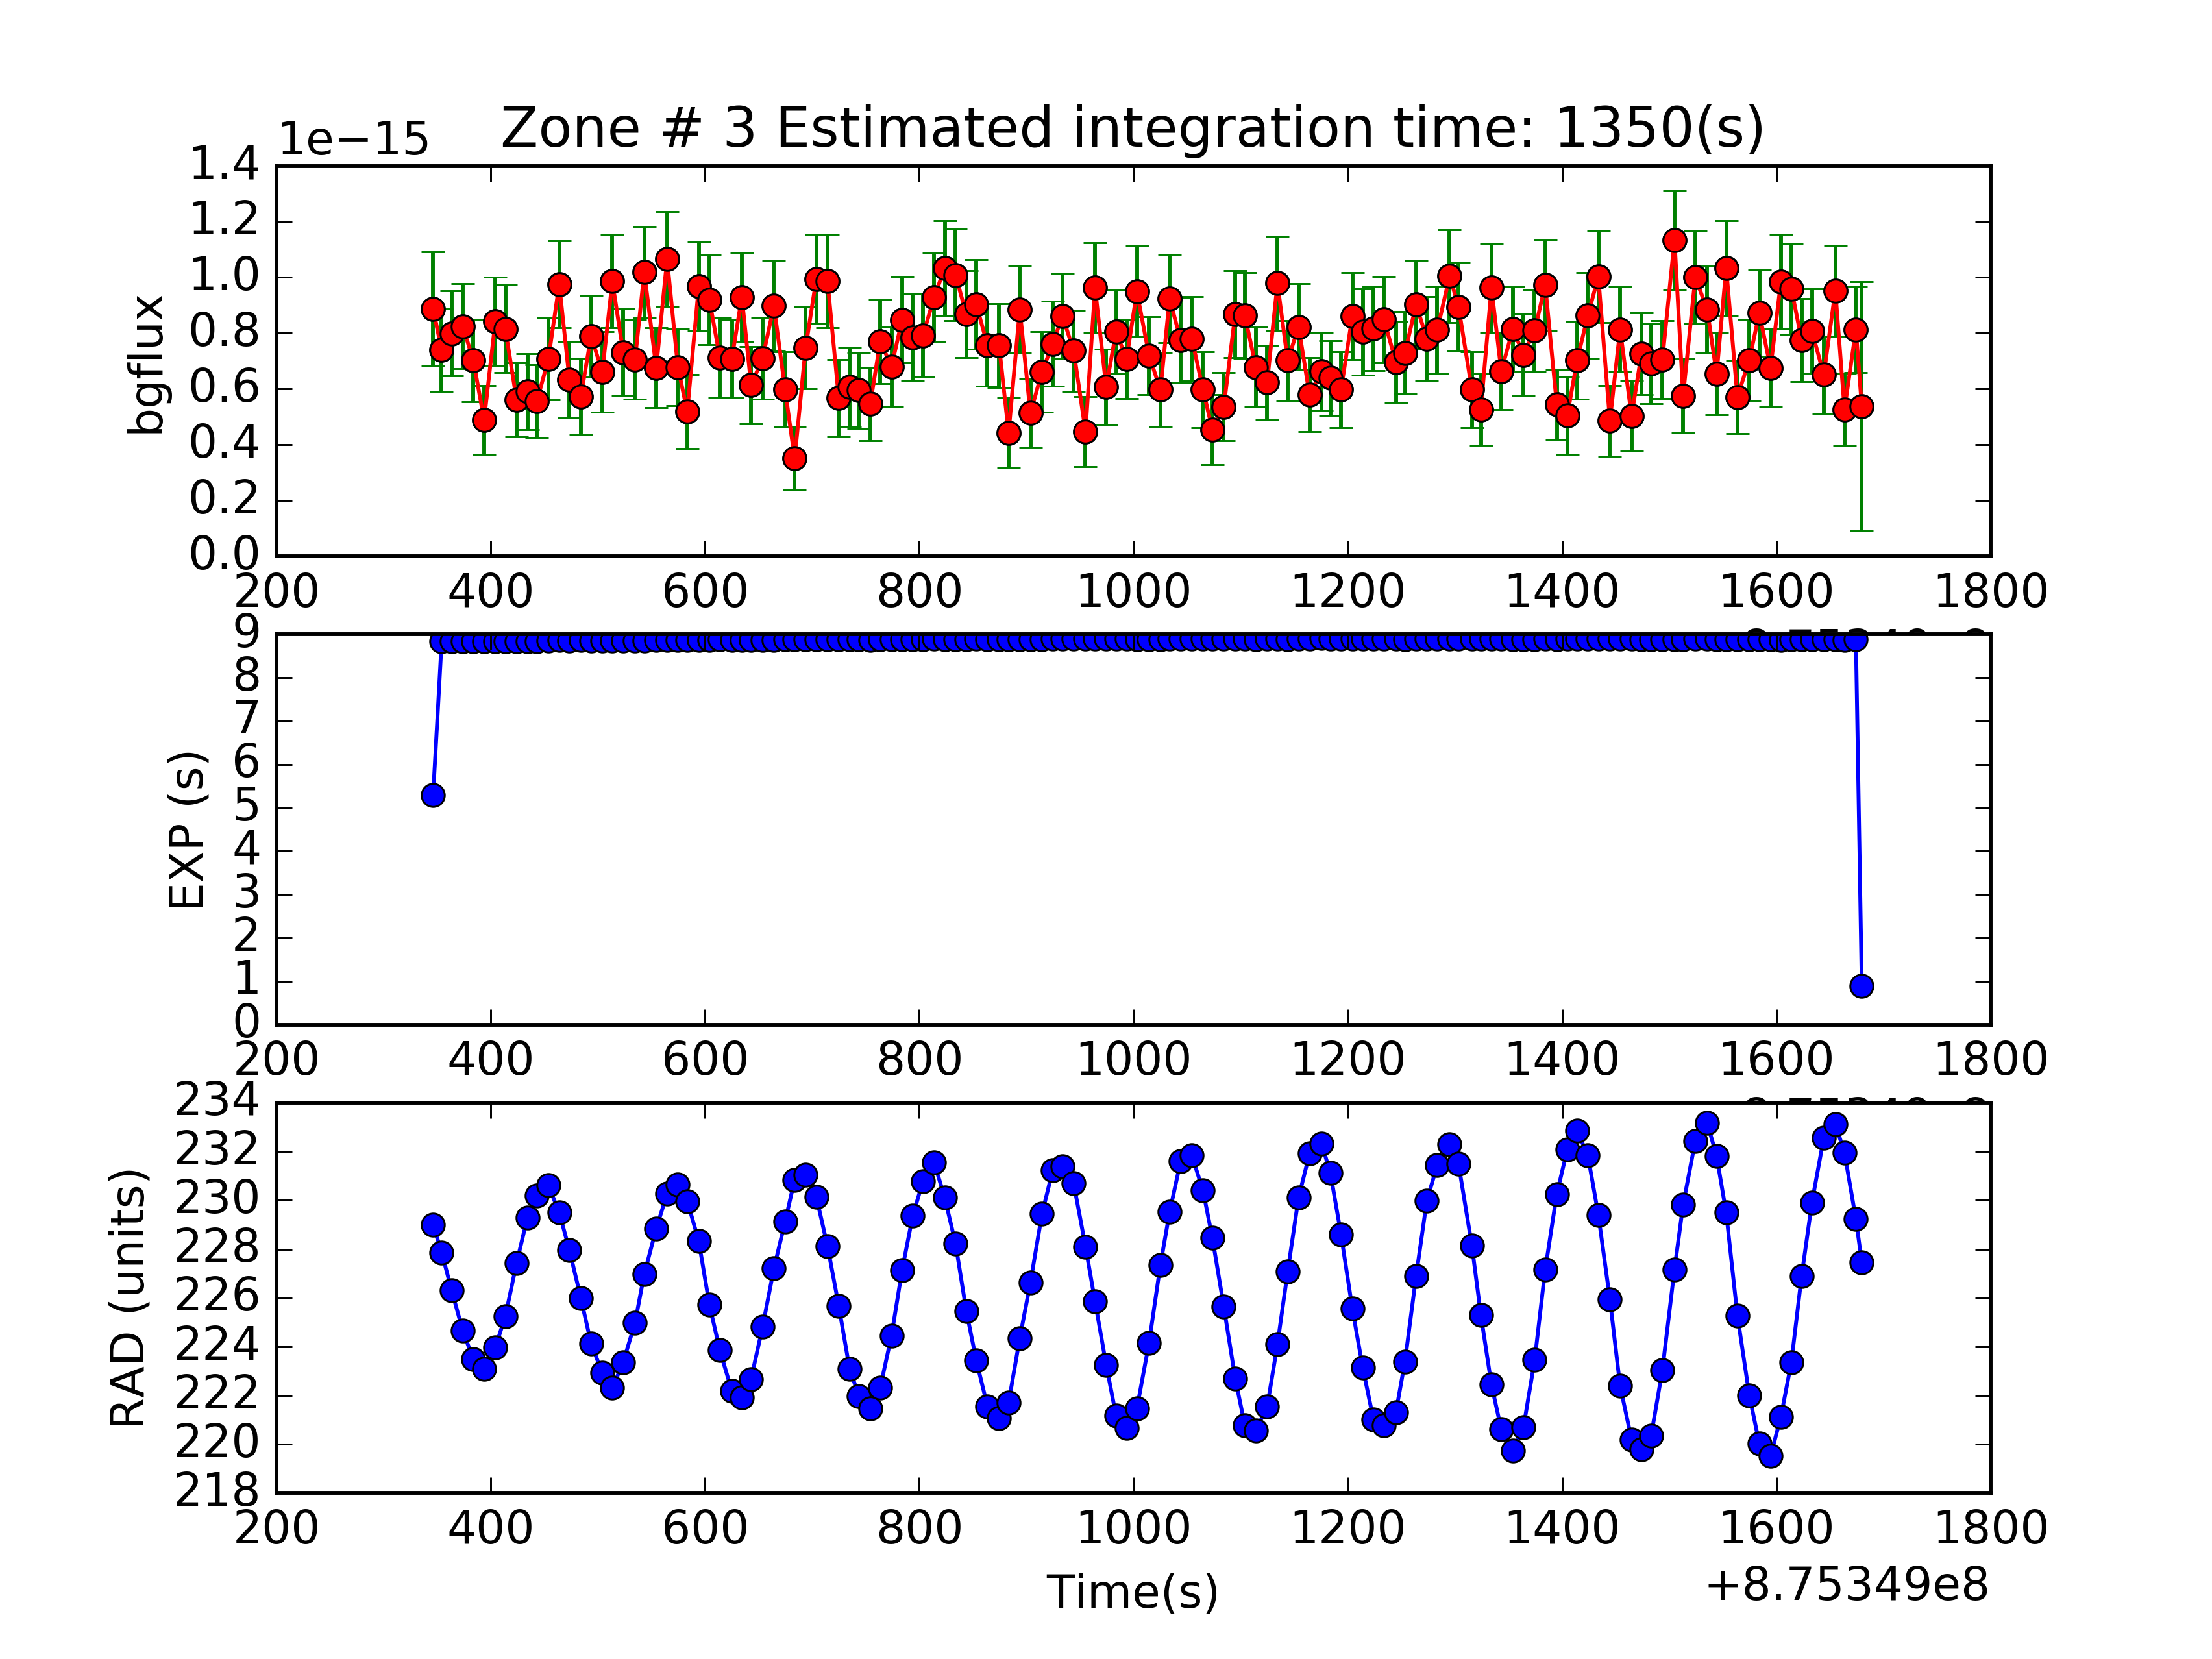 1e−15
Zone # 3 Estimated integration time: 1350(s)
1.4
1.2
1.0
0.8
0.6
0.4
0.2
0.0
bgflux
200 400 600 800 1000 1200 1400 1600 1800
9
8
7
6
5
4
3
2
1
0
EXP (s)
200 400 600 800 1000 1200 1400 1600 1800
234
232
230
228
226
224
222
220
218
RAD (units)
200 400 600 800 1000 1200 1400 1600 1800
Time(s)
+8.75349e8